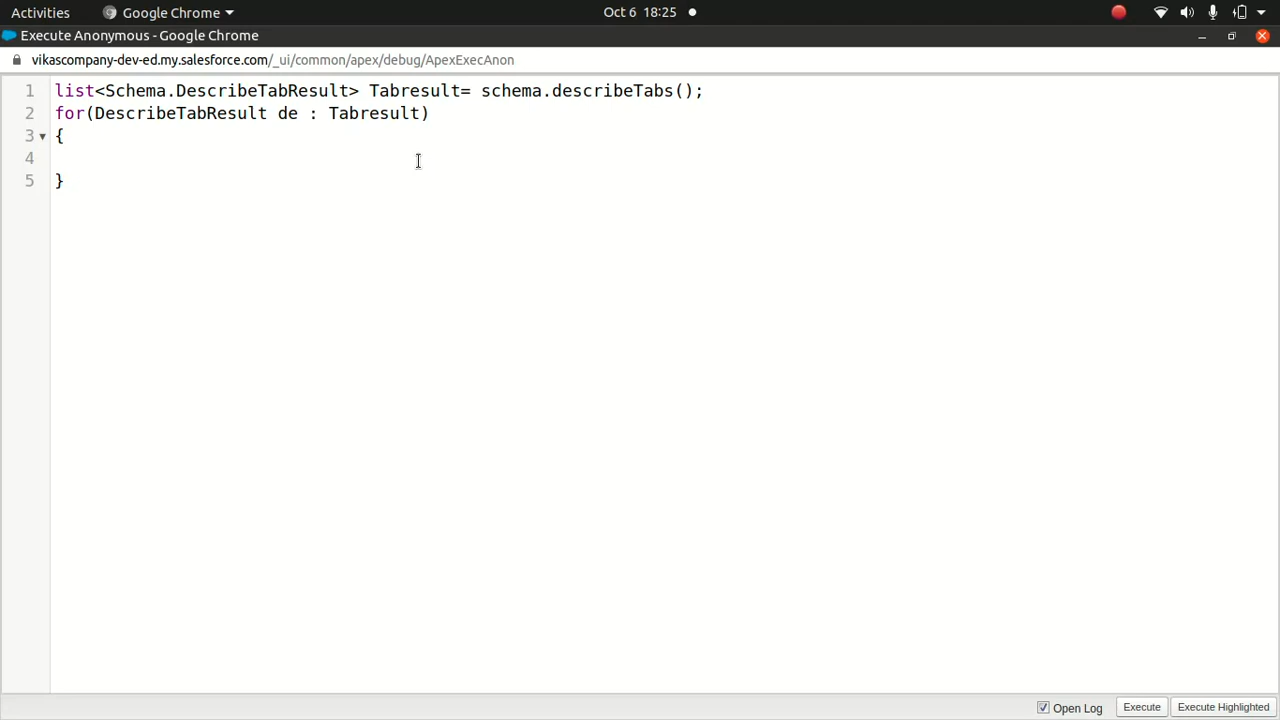 Activities Google Chrome Oct 6 18:25
Execute Anonymous - Google Chrome
vikascompany-dev-ed.my.salesforce.com/_ui/common/apex/debug/ApexExecAnon
1 list<Schema.DescribeTabResult> Tabresult= schema.describeTabs();
2 for(DescribeTabResult de : Tabresult)
3 {
4
5 }
Open Log Execute Execute Highlighted